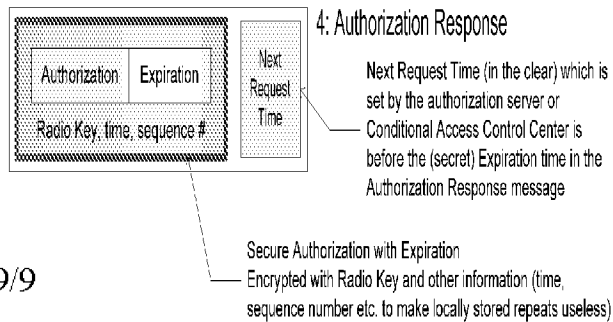 4: Authorization Response
Authorization
Expiration
Radio Key, time, sequence #
Next
Request
Time
Next Request Time (in the clear) which is
set by the authorization server or
Conditional Access Control Center is
before the (secret) Expiration time in the
Authorization Response message
Secure Authorization with Expiration
Encrypted with Radio Key and other information (time,
sequence number etc. to make locally stored repeats useless)
9/9